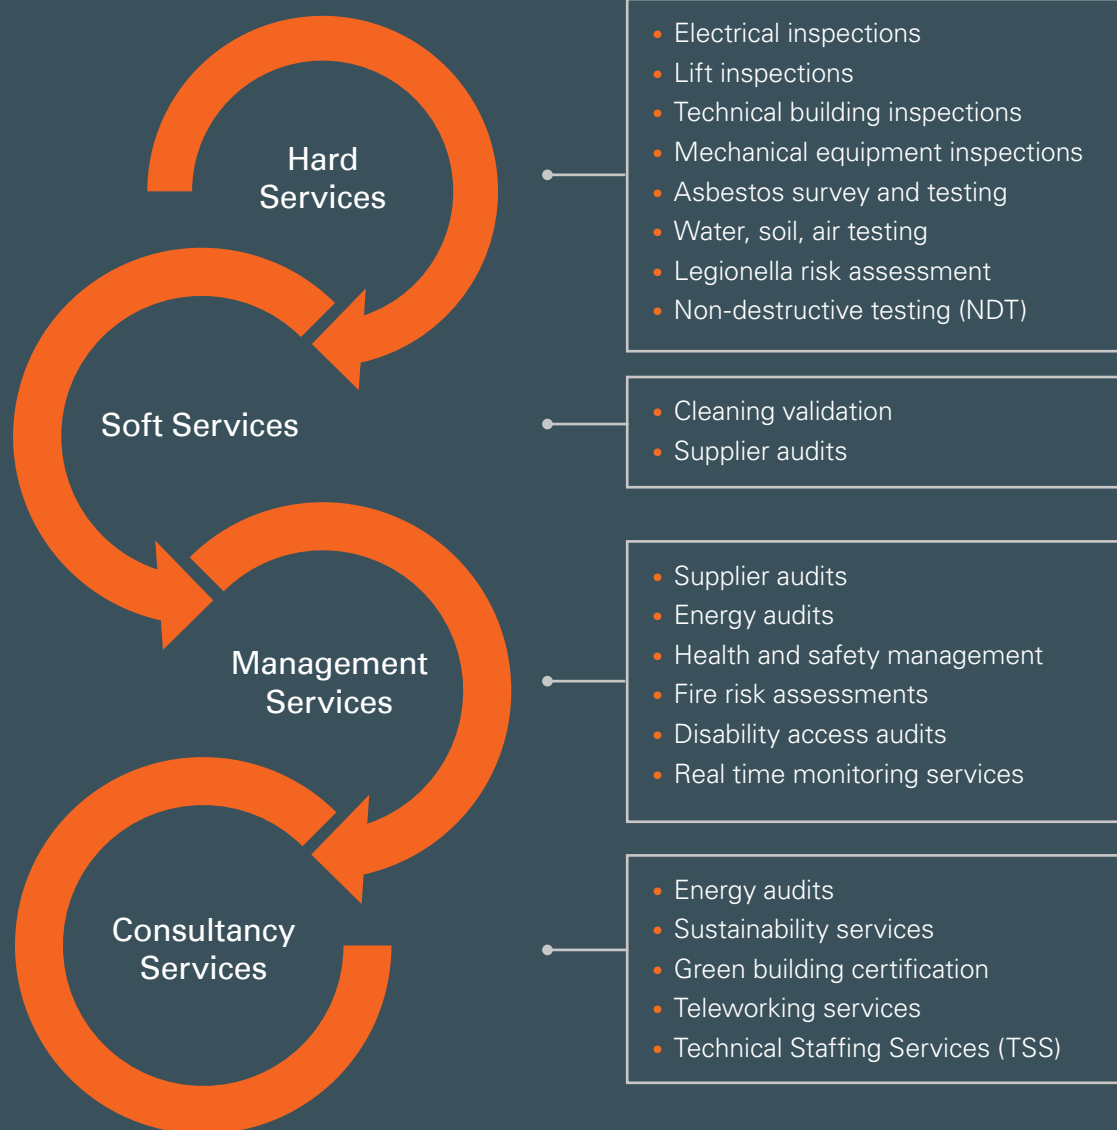 Hard
Services
• Electrical inspections
• Lift inspections
• Technical building inspections
• Mechanical equipment inspections
• Asbestos survey and testing
• Water, soil, air testing
• Legionella risk assessment
• Non-destructive testing (NDT)
Soft Services
• Cleaning validation
• Supplier audits
Management
Services
• Supplier audits
• Energy audits
• Health and safety management
• Fire risk assessments
• Disability access audits
• Real time monitoring services
Consultancy
Services
• Energy audits
• Sustainability services
• Green building certification
• Teleworking services
• Technical Staffing Services (TSS)